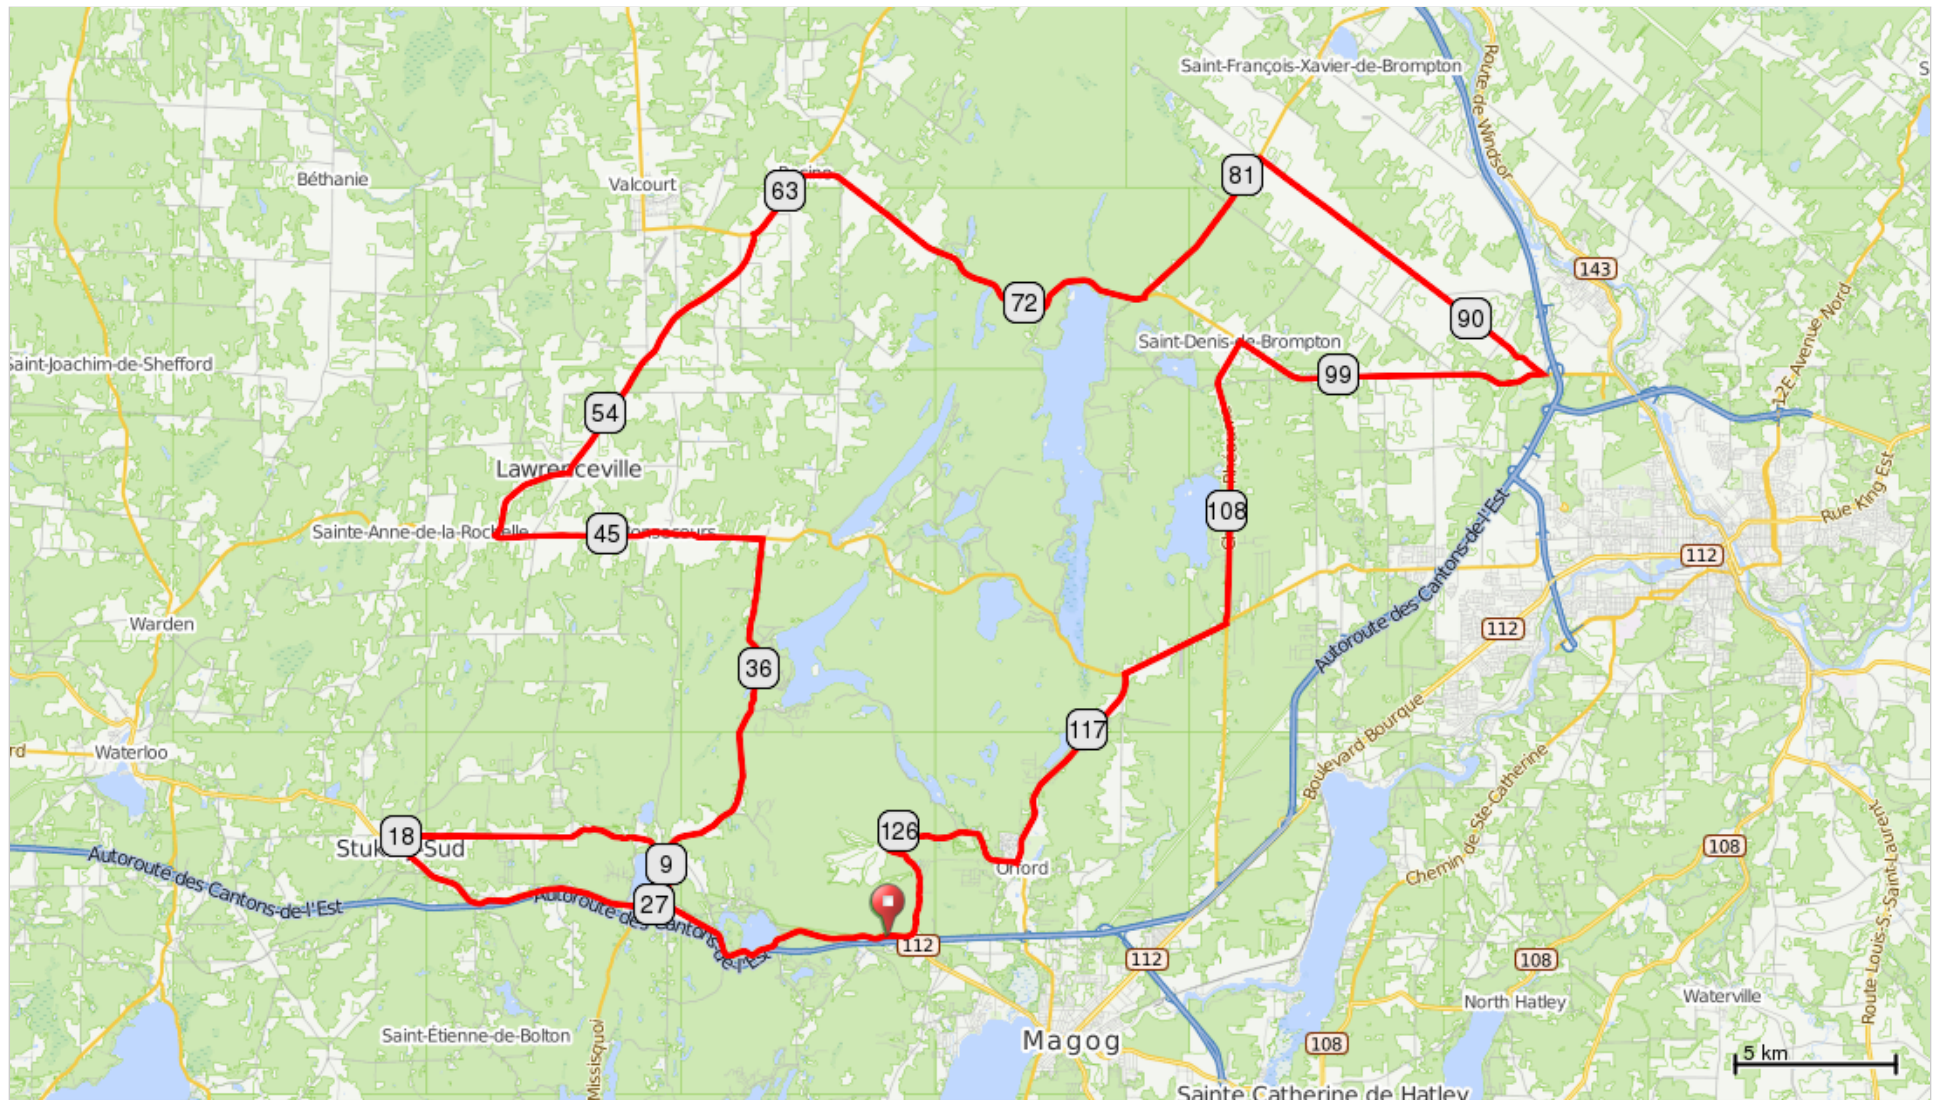 Saint-François-Xavier-de-Brompton
Route de Windsor
Béthanie
Valcourt
63
81
143
72
90
12E Avenue Nord
Saint-Denis-de-Brompton
Saint-Joachim-de-Shefford
99
54
Lawrenceville
Rue King Est
108
Sainte-Anne-de-la-Rochelle
45
112
Autoroute des Cantons-de-l'Est
Warden
112
36
117
Boulevard Bourque
Waterloo
Chemin de Ste-Catherine
126
18
108
Route Louis-S.-Saint-Laurent
9
Orford
Autoroute des Cantons-de-l'Est
27
Autoroute des Cantons-de-l'Est
112
112
108
North Hatley
Waterville
Saint-Étienne-de-Bolton
Missisquoi
Magog
108
5 km
Sainte Catherine de Hatley